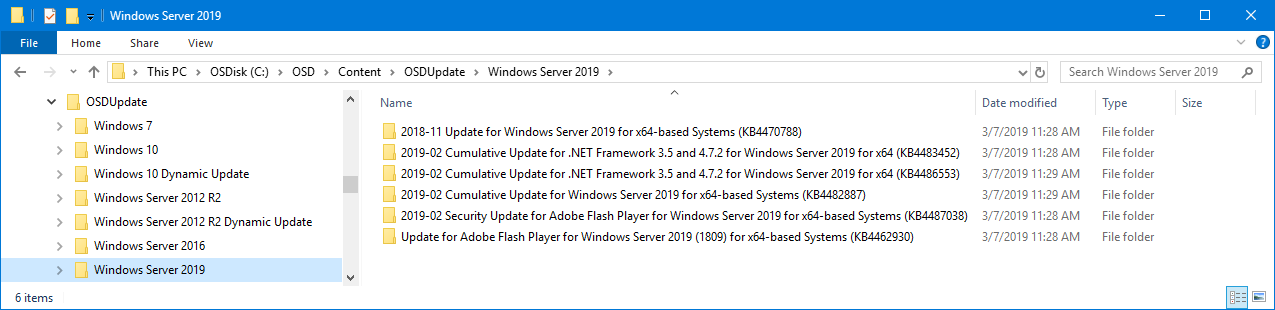 Windows Server 2019
File Home Share View
This PC OSDisk (C:) OSD Content OSDUpdate Windows Server 2019 Search Windows Server 2019
OSDUpdate
Windows 7
Windows 10
Windows 10 Dynamic Update
Windows Server 2012 R2
Windows Server 2012 R2 Dynamic Update
Windows Server 2016
Windows Server 2019
Name Date modified Type Size
2018-11 Update for Windows Server 2019 for x64-based Systems (KB4470788) 3/7/2019 11:28 AM File folder
2019-02 Cumulative Update for .NET Framework 3.5 and 4.7.2 for Windows Server 2019 for x64 (KB4483452) 3/7/2019 11:28 AM File folder
2019-02 Cumulative Update for .NET Framework 3.5 and 4.7.2 for Windows Server 2019 for x64 (KB4486553) 3/7/2019 11:29 AM File folder
2019-02 Cumulative Update for Windows Server 2019 for x64-based Systems (KB4482887) 3/7/2019 11:29 AM File folder
2019-02 Security Update for Adobe Flash Player for Windows Server 2019 for x64-based Systems (KB4487038) 3/7/2019 11:28 AM File folder
Update for Adobe Flash Player for Windows Server 2019 (1809) for x64-based Systems (KB4462930) 3/7/2019 11:28 AM File folder
6 items